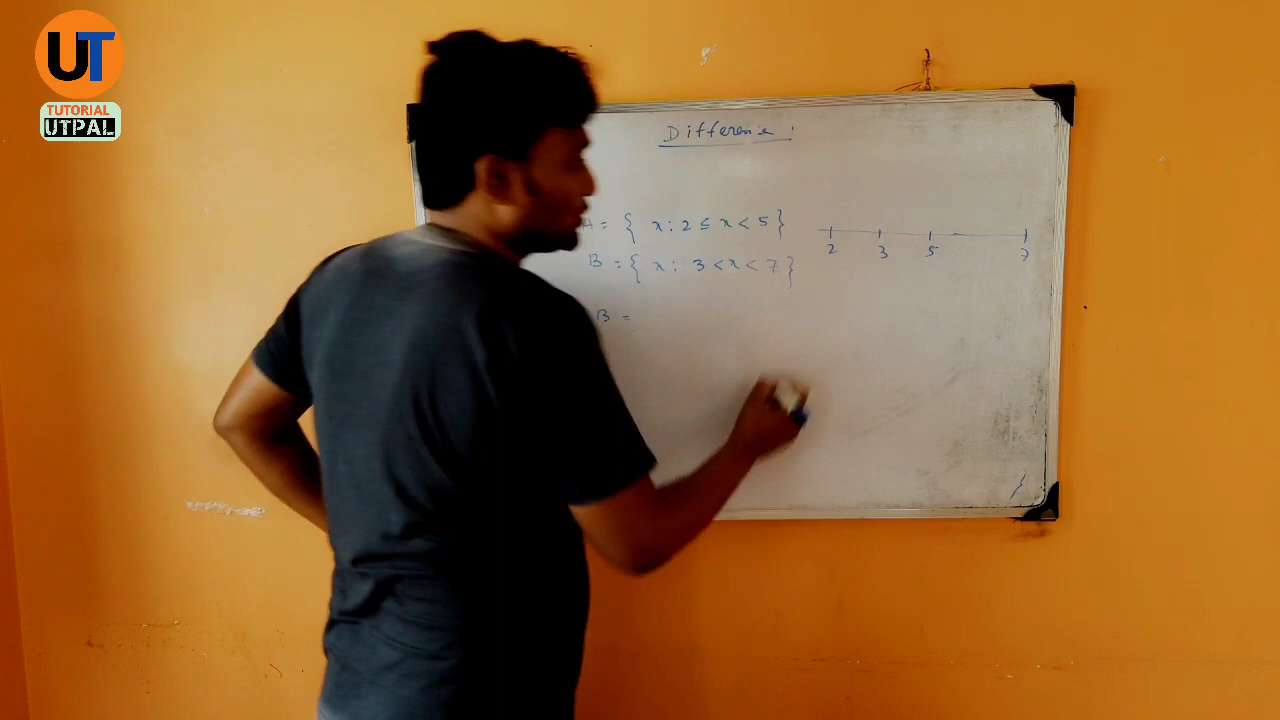 UT
TUTORIAL
UTPAL
Difference:
A = { x : 2 ≤ x < 5 }
B = { x : 3 < x < 7 }
2 3 5 7
B =